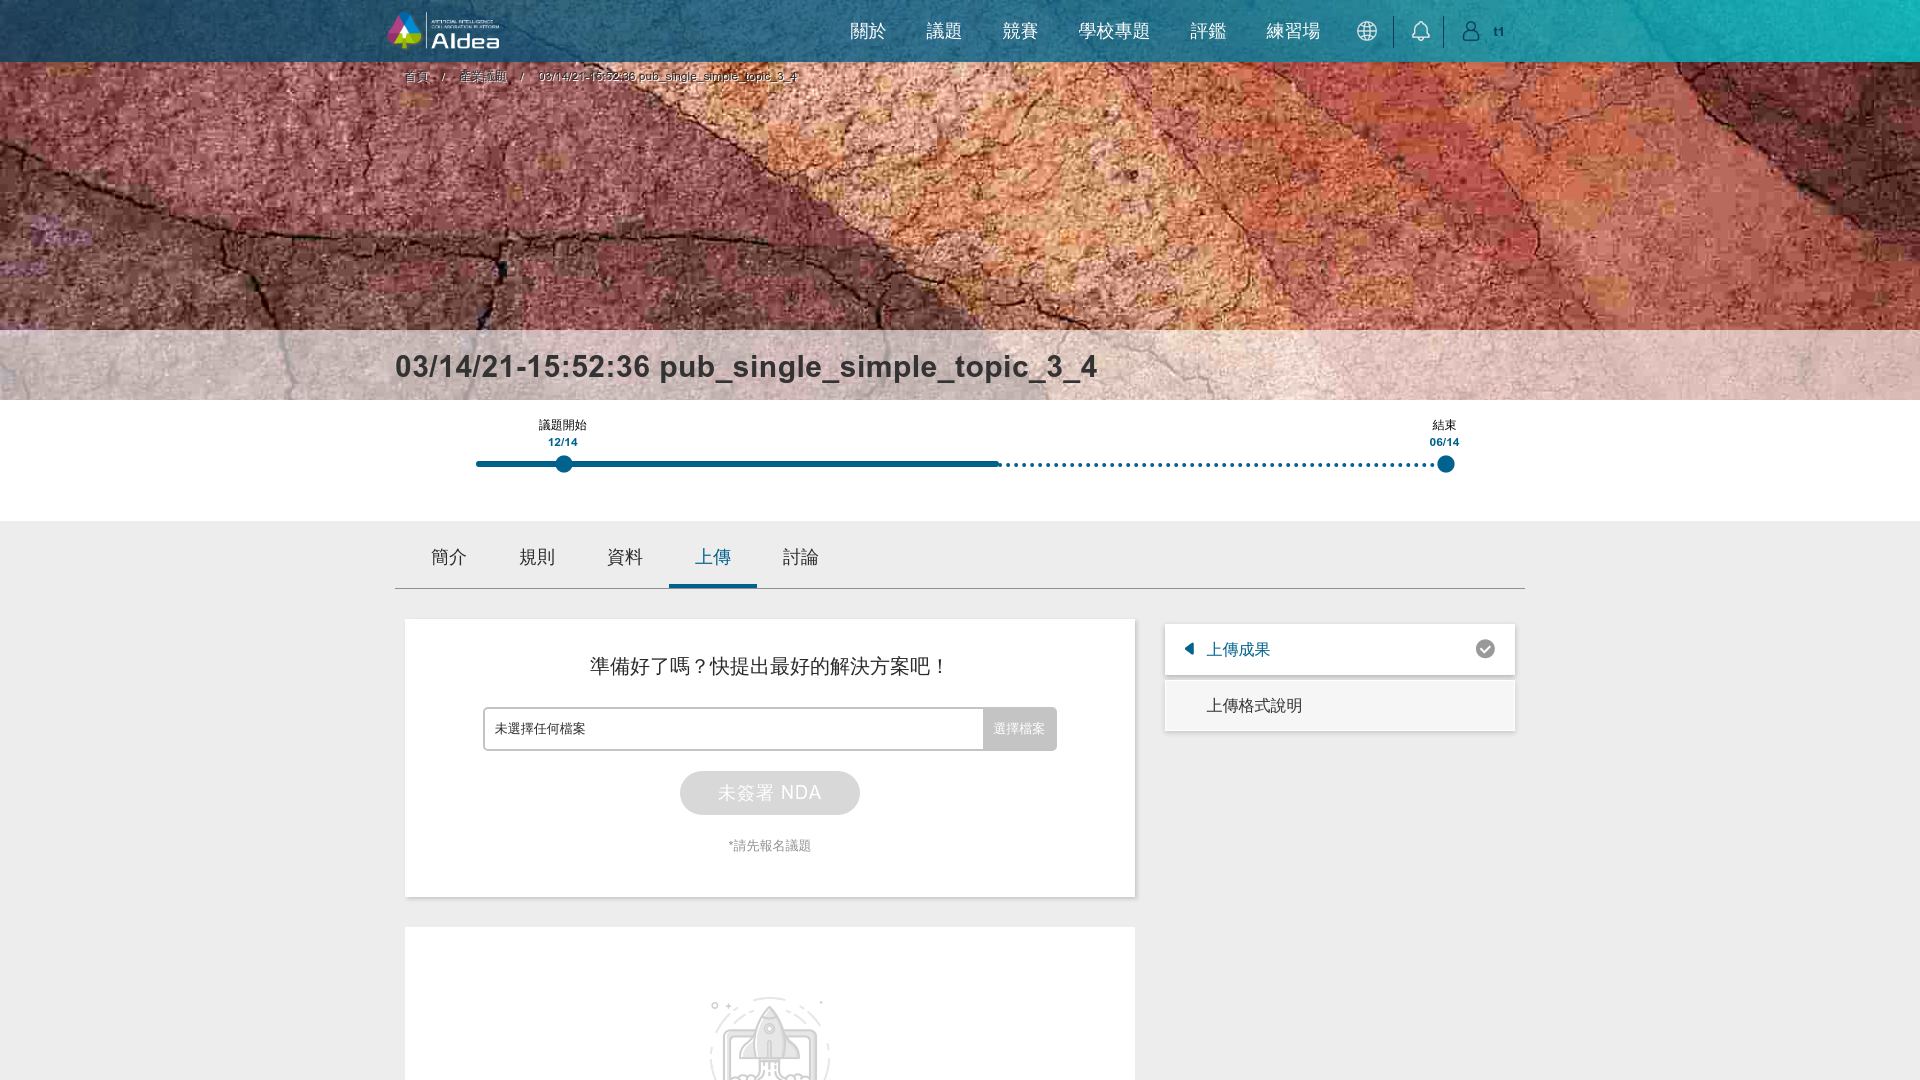 ARTIFICIAL INTELLIGENCE
COLLABORATION PLATFORM
AIdea
關於
議題
競賽
學校專題
評鑑
練習場
t1
首頁 / 產業議題 / 03/14/21-15:52:36 pub_single_simple_topic_3_4
03/14/21-15:52:36 pub_single_simple_topic_3_4
議題開始
12/14
結束
06/14
簡介
規則
資料
上傳
討論
準備好了嗎？快提出最好的解決方案吧！
未選擇任何檔案
選擇檔案
未簽署 NDA
*請先報名議題
上傳成果
上傳格式說明